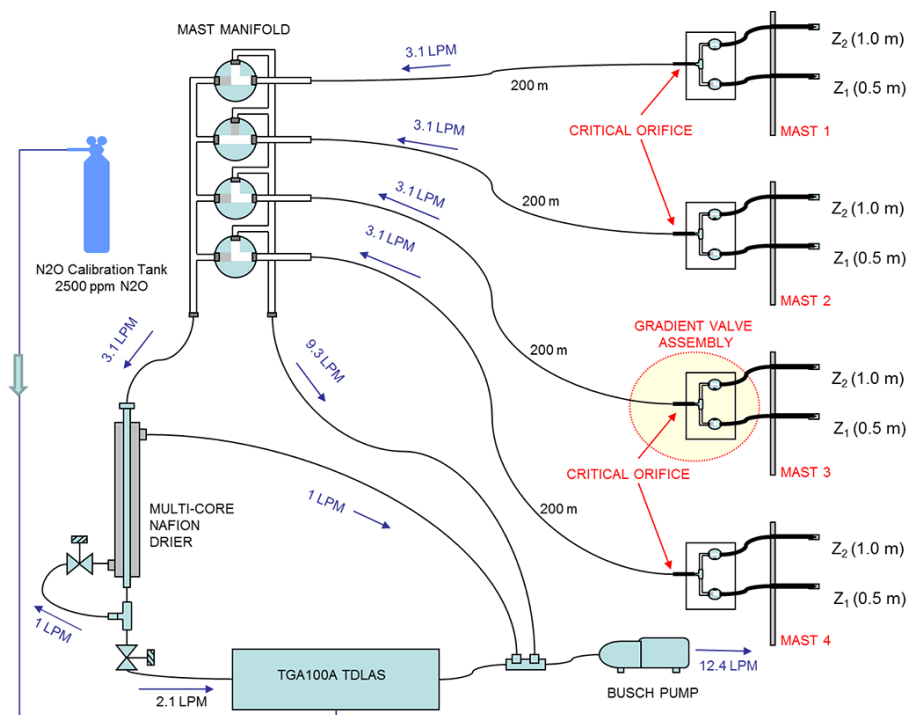 MAST MANIFOLD
3.1 LPM
200 m
Z2 (1.0 m)
Z1 (0.5 m)
MAST 1
CRITICAL ORIFICE
3.1 LPM
200 m
Z2 (1.0 m)
Z1 (0.5 m)
MAST 2
3.1 LPM
3.1 LPM
N2O Calibration Tank
2500 ppm N2O
3.1 LPM
9.3 LPM
200 m
GRADIENT VALVE
ASSEMBLY
Z2 (1.0 m)
Z1 (0.5 m)
MAST 3
CRITICAL ORIFICE
1 LPM
200 m
MULTI-CORE
NAFION
DRIER
Z2 (1.0 m)
Z1 (0.5 m)
MAST 4
1 LPM
TGA100A TDLAS
2.1 LPM
12.4 LPM
BUSCH PUMP